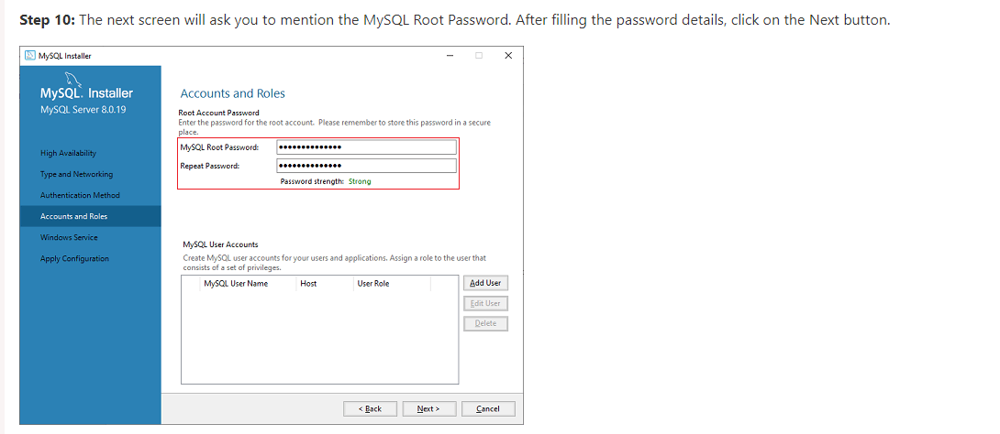 Step 10: The next screen will ask you to mention the MySQL Root Password. After filling the password details, click on the Next button.
MySQL Installer
MySQL. Installer
MySQL Server 8.0.19
High Availability
Type and Networking
Authentication Method
Accounts and Roles
Windows Service
Apply Configuration
Accounts and Roles
Root Account Password
Enter the password for the root account. Please remember to store this password in a secure
place.
MySQL Root Password: ••••••••••••••
Repeat Password: ••••••••••••••
Password strength: Strong
MySQL User Accounts
Create MySQL user accounts for your users and applications. Assign a role to the user that
consists of a set of privileges.
MySQL User Name Host User Role
Add User
Edit User
Delete
< Back Next > Cancel